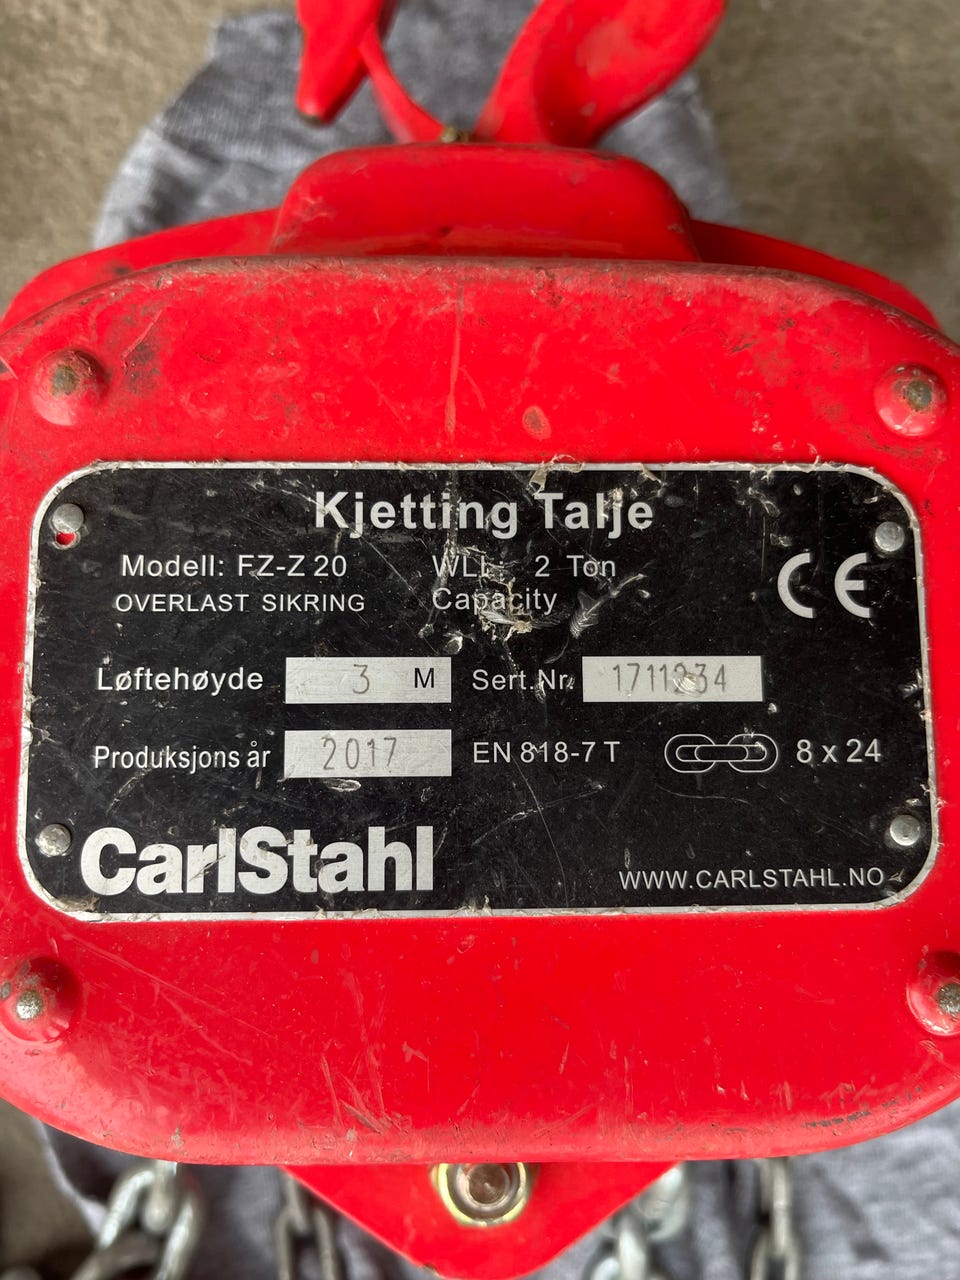 Kjetting Talje
Modell: FZ-Z 20 WLL: 2 Ton
OVERLAST SIKRING Capacity
CE
Løftehøyde 3 M Sert.Nr.
Produksjons år 2017 EN 818-7 T 8 x 24
CarlStahl WWW.CARLSTAHL.NO